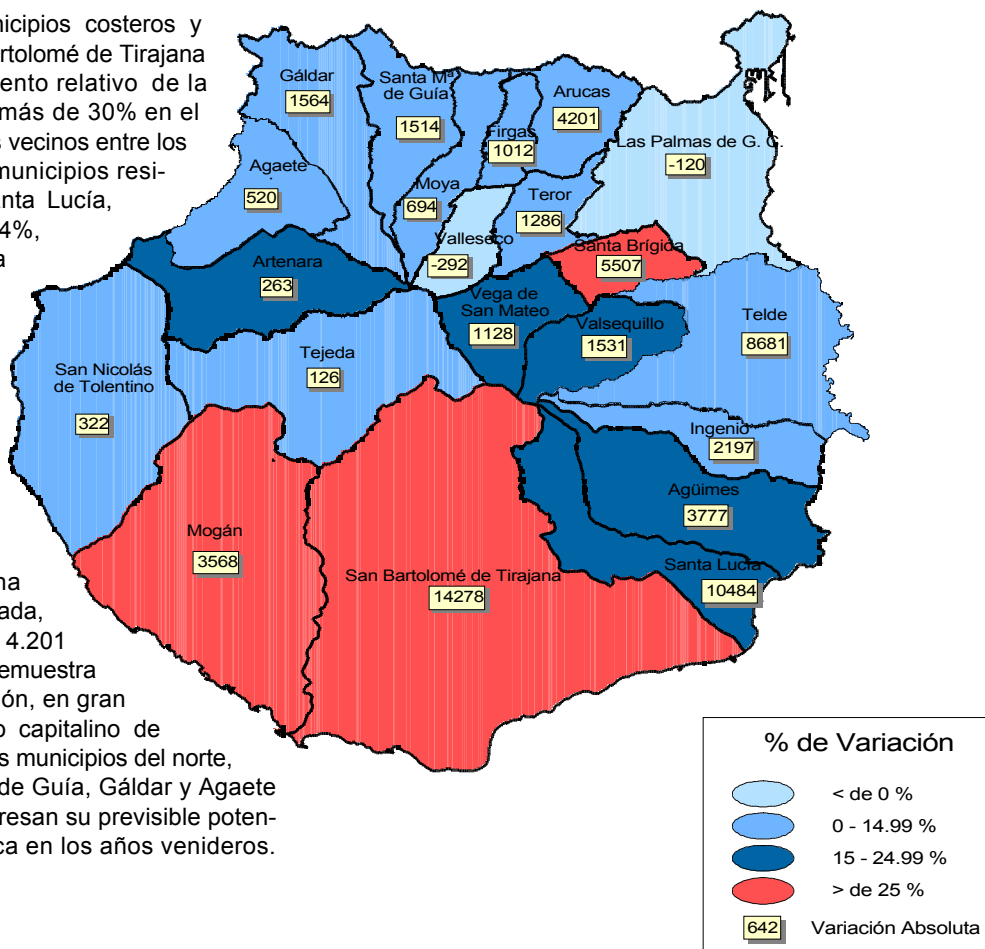 nicipios costeros y
artolomé de Tirajana
ento relativo de la
más de 30% en el
s vecinos entre los
municipios resi-
anta Lucía,
4%,
a
na
ada,
4.201
emuestra
ión, en gran
o capitalino de
s municipios del norte,
de Guía, Gáldar y Agaete
resan su previsible poten-
ca en los años venideros.
Gáldar
1564
Santa Mª
de Guía
1514
Firgas
1012
Arucas
4201
Las Palmas de G. C.
-120
Agaete
520
Moya
694
Teror
1286
Valleseco
-292
Santa Brígida
5507
Artenara
263
Vega de
San Mateo
1128
Valsequillo
1531
Telde
8681
San Nicolás
de Tolentino
322
Tejeda
126
Ingenio
2197
Agüimes
3777
Mogán
3568
San Bartolomé de Tirajana
14278
Santa Lucía
10484
% de Variación
< de 0 %
0 - 14.99 %
15 - 24.99 %
> de 25 %
642 Variación Absoluta